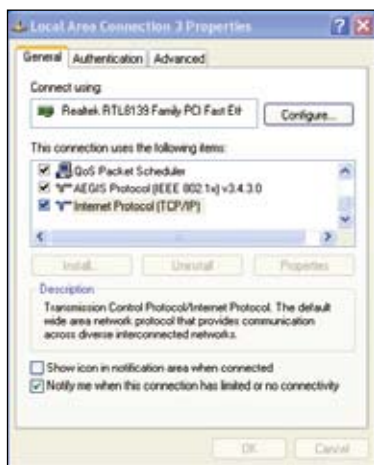 Local Area Connection 3 Properties
General Authentication Advanced
Connect using:
Realtek RTL8139 Family PCI Fast Eth
Configure...
This connection uses the following items:
QoS Packet Scheduler
AEGIS Protocol (IEEE 802.1x) v3.4.3.0
Internet Protocol (TCP/IP)
Install... Uninstall Properties
Description
Transmission Control Protocol/Internet Protocol. The default
wide area network protocol that provides communication
across diverse interconnected networks.
Show icon in notification area when connected
Notify me when this connection has limited or no connectivity
OK Cancel